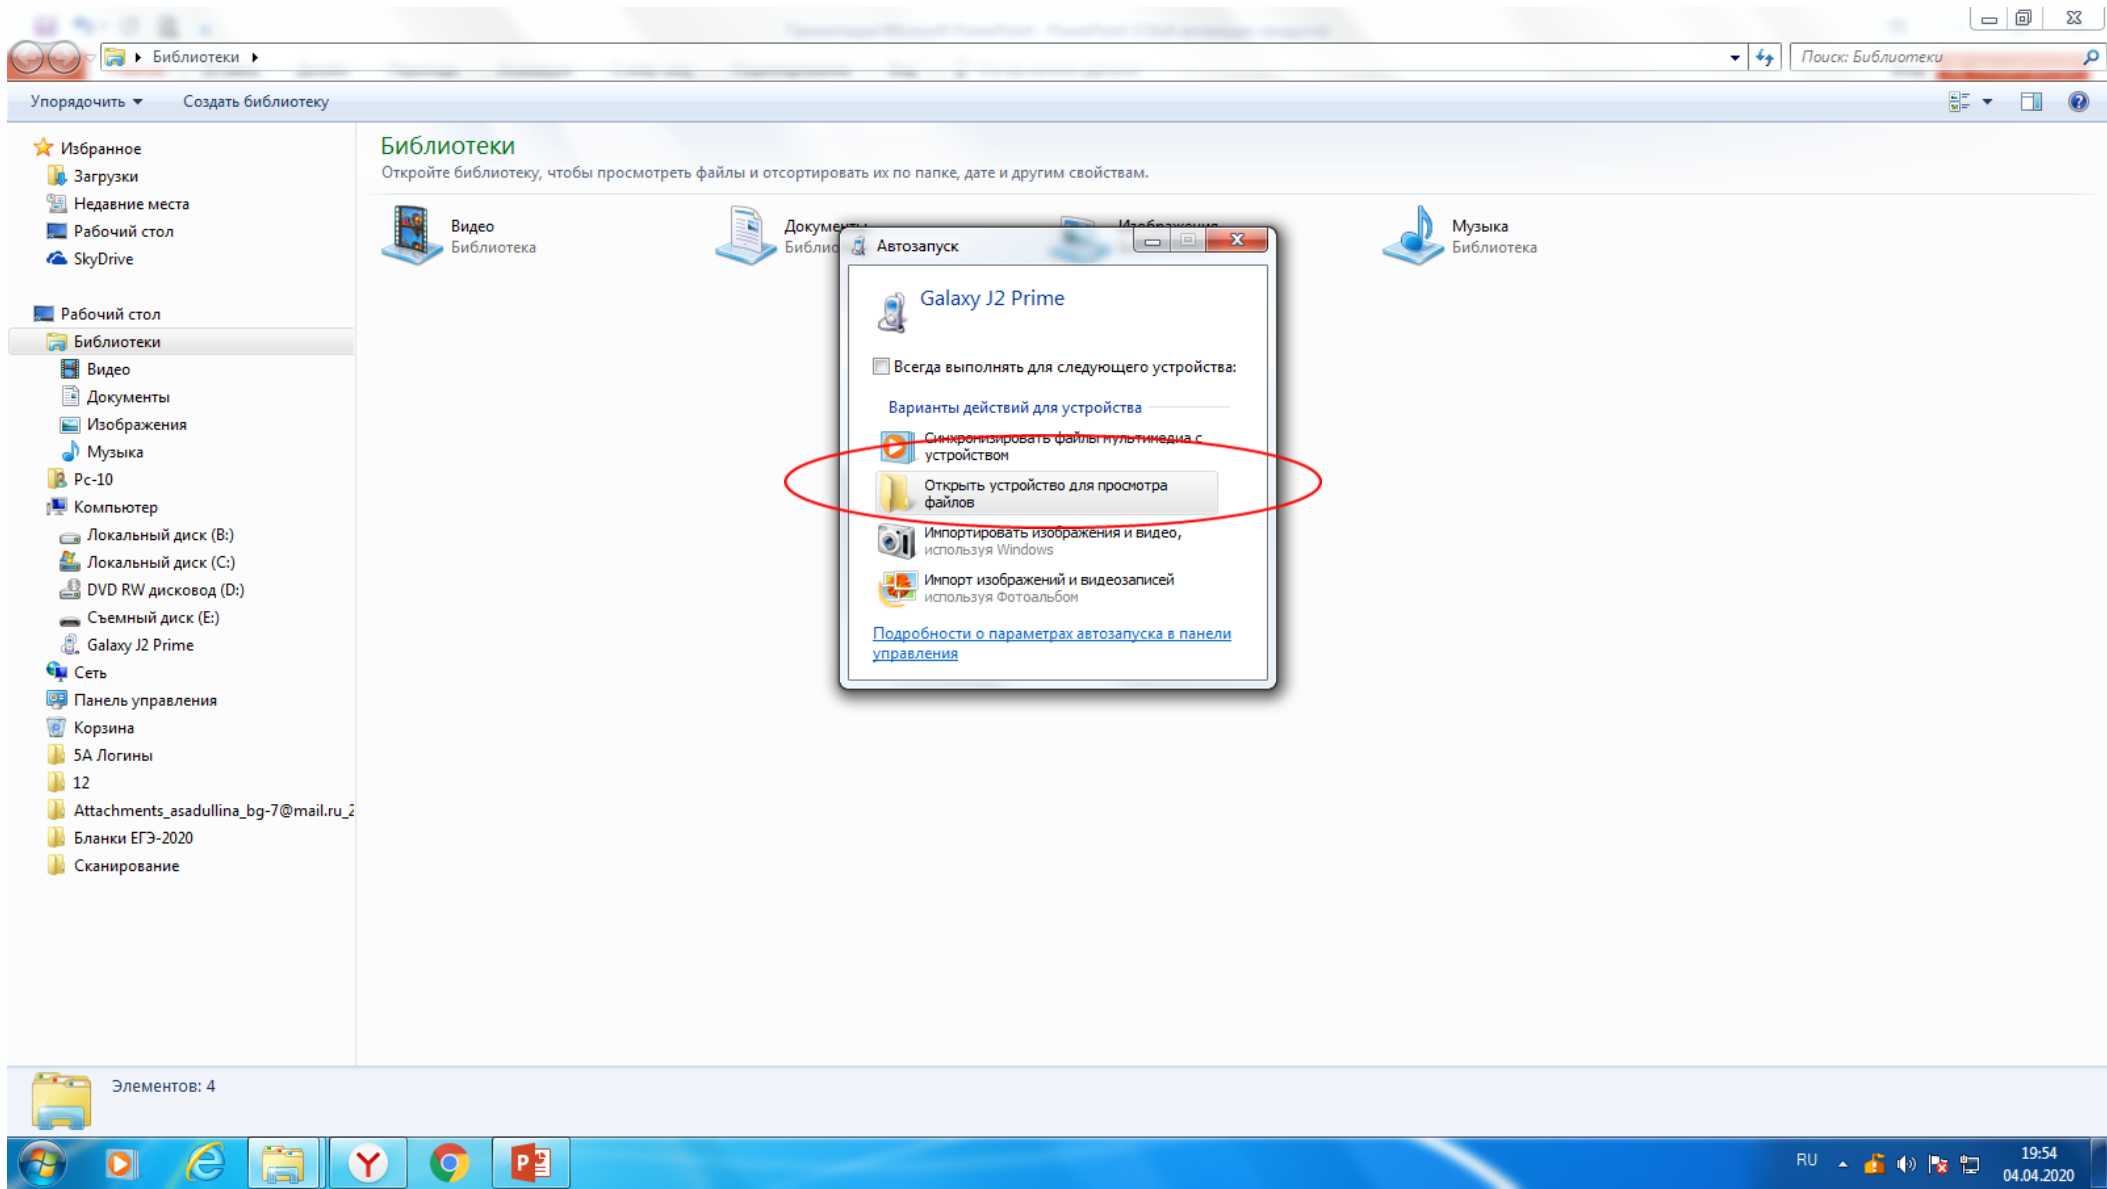 Библиотеки
Поиск: Библиотеки
Упорядочить
Создать библиотеку
Избранное
Загрузки
Недавние места
Рабочий стол
SkyDrive
Рабочий стол
Библиотеки
Видео
Документы
Изображения
Музыка
Pc-10
Компьютер
Локальный диск (B:)
Локальный диск (C:)
DVD RW дисковод (D:)
Съемный диск (E:)
Galaxy J2 Prime
Сеть
Панель управления
Корзина
5А Логины
12
Attachments_asadullina_bg-7@mail.ru_2
Бланки ЕГЭ-2020
Сканирование
Библиотеки
Откройте библиотеку, чтобы просмотреть файлы и отсортировать их по папке, дате и другим свойствам.
Видео
Библиотека
Документы
Изображения
Музыка
Библиотека
Автозапуск
Galaxy J2 Prime
Всегда выполнять для следующего устройства:
Варианты действий для устройства
Синхронизировать файлы мультимедиа с
устройством
Открыть устройство для просмотра
файлов
Импортировать изображения и видео,
используя Windows
Импорт изображений и видеозаписей
используя Фотоальбом
Подробности о параметрах автозапуска в панели
управления
Элементов: 4
RU
19:54
04.04.2020